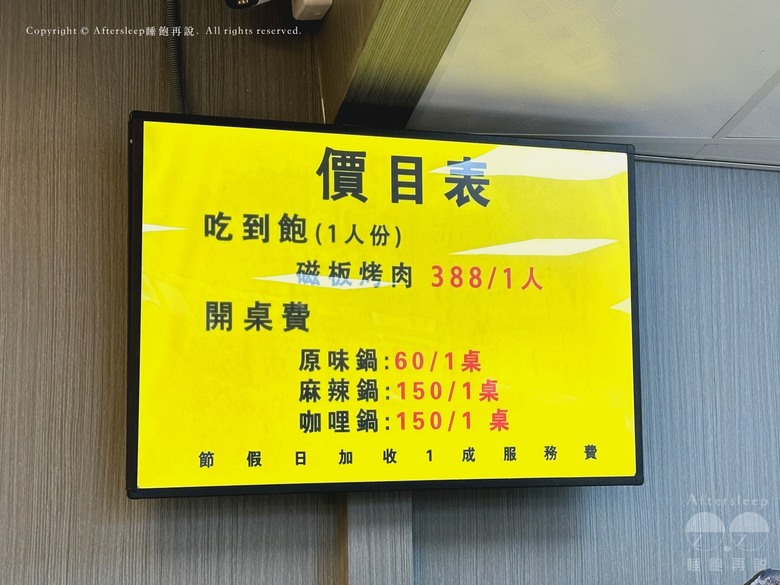 Copyright © Aftersleep睡飽再說. All rights reserved.
價目表
吃到飽(1人份)
磁板烤肉 388/1人
開桌費
原味鍋:60/1桌
麻辣鍋:150/1桌
咖哩鍋:150/1 桌
節假日加收1成服務費
Aftersleep
睡飽再說